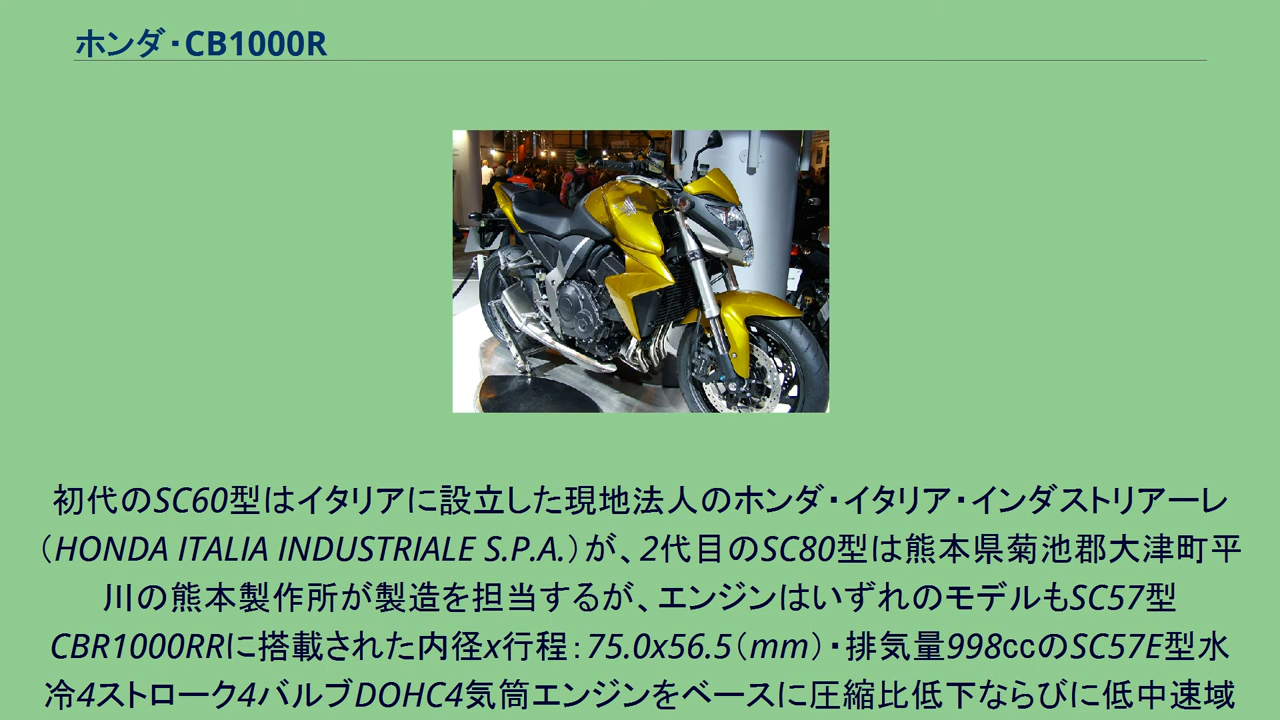 ホンダ・CB1000R
初代のSC60型はイタリアに設立した現地法人のホンダ・イタリア・インダストリアーレ
（HONDA ITALIA INDUSTRIALE S.P.A.）が、2代目のSC80型は熊本県菊池郡大津町平
川の熊本製作所が製造を担当するが、エンジンはいずれのモデルもSC57型
CBR1000RRに搭載された内径x行程：75.0x56.5（mm）・排気量998㏄のSC57E型水
冷4ストローク4バルブDOHC4気筒エンジンをベースに圧縮比低下ならびに低中速域